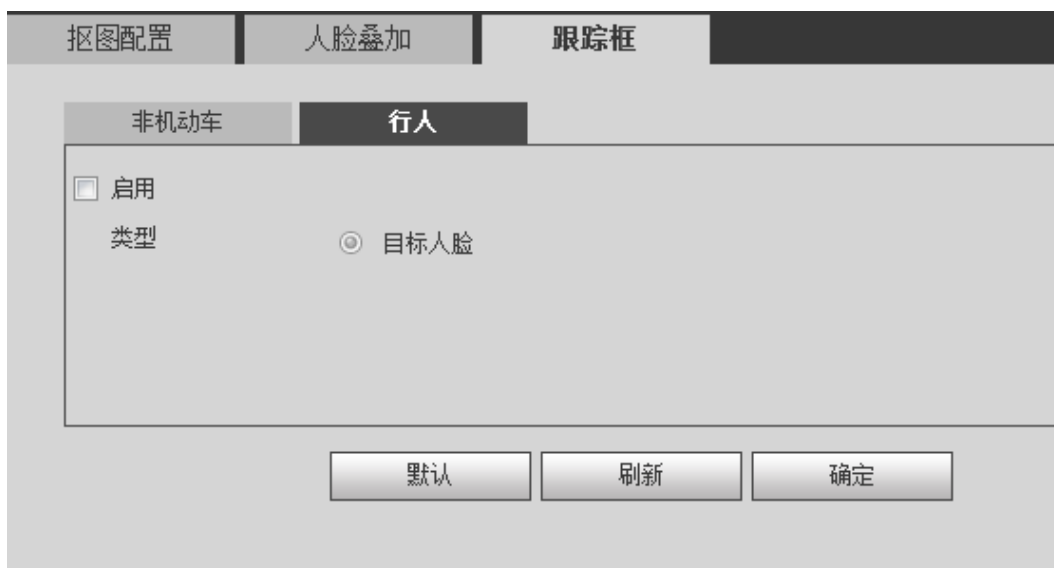 抠图配置 人脸叠加 跟踪框
非机动车 行人
启用
类型 目标人脸
默认 刷新 确定